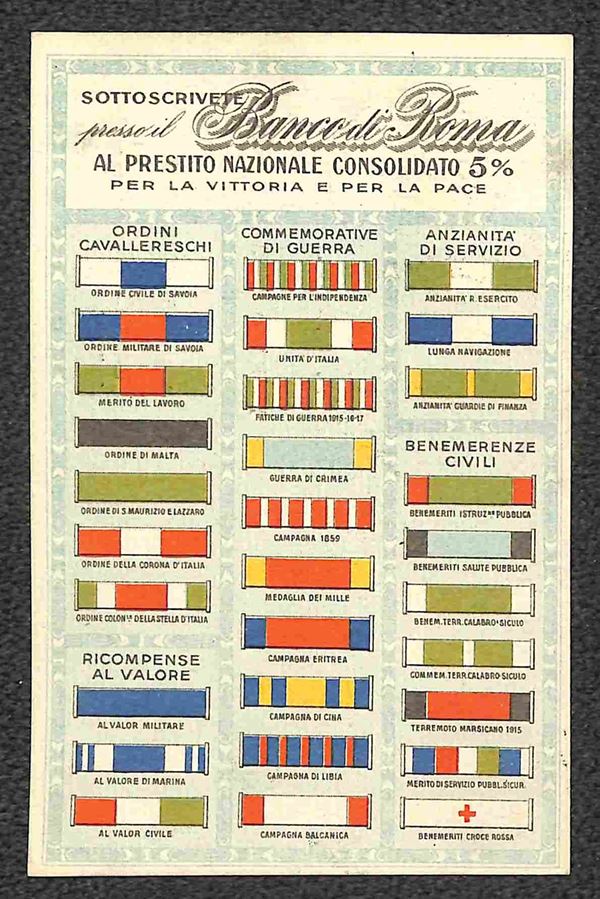 SOTTOSCRIVETE
presso il Banco di Roma
AL PRESTITO NAZIONALE CONSOLIDATO 5%
PER LA VITTORIA E PER LA PACE
ORDINI
CAVALLERESCHI
ORDINE CIVILE DI SAVOIA
ORDINE MILITARE DI SAVOIA
MERITO DEL LAVORO
ORDINE DI MALTA
ORDINE DI S. MAURIZIO E LAZZARO
ORDINE DELLA CORONA D'ITALIA
ORDINE COLON.LE DELLA STELLA D'ITALIA
RICOMPENSE
AL VALORE
AL VALOR MILITARE
AL VALORE DI MARINA
AL VALOR CIVILE
COMMEMORATIVE
DI GUERRA
CAMPAGNE PER L'INDIPENDENZA
UNITA' D'ITALIA
FATICHE DI GUERRA 1915-16-17
GUERRA DI CRIMEA
CAMPAGNA 1859
MEDAGLIA DEI MILLE
CAMPAGNA ERITREA
CAMPAGNA DI CINA
CAMPAGNA DI LIBIA
CAMPAGNA BALCANICA
ANZIANITA'
DI SERVIZIO
ANZIANITA' R. ESERCITO
LUNGA NAVIGAZIONE
ANZIANITA' GUARDIE DI FINANZA
BENEMERENZE
CIVILI
BENEMERITI ISTRUZ.NE PUBBLICA
BENEMERITI SALUTE PUBBLICA
BENEM. TERR. CALABRO-SICULO
COMMEM. TERR. CALABRO SICULO
TERREMOTO MARSICANO 1915
MERITO DI SERVIZIO PUBBL. SICUR.
BENEMERITI CROCE ROSSA